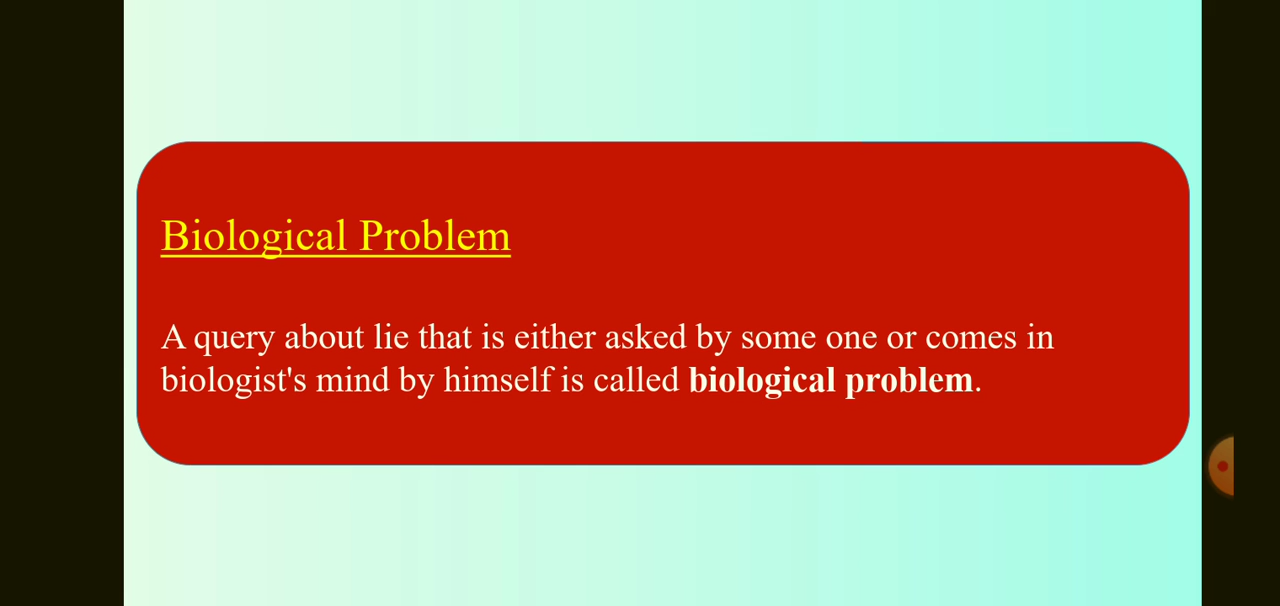 Biological Problem
A query about lie that is either asked by some one or comes in
biologist's mind by himself is called biological problem.